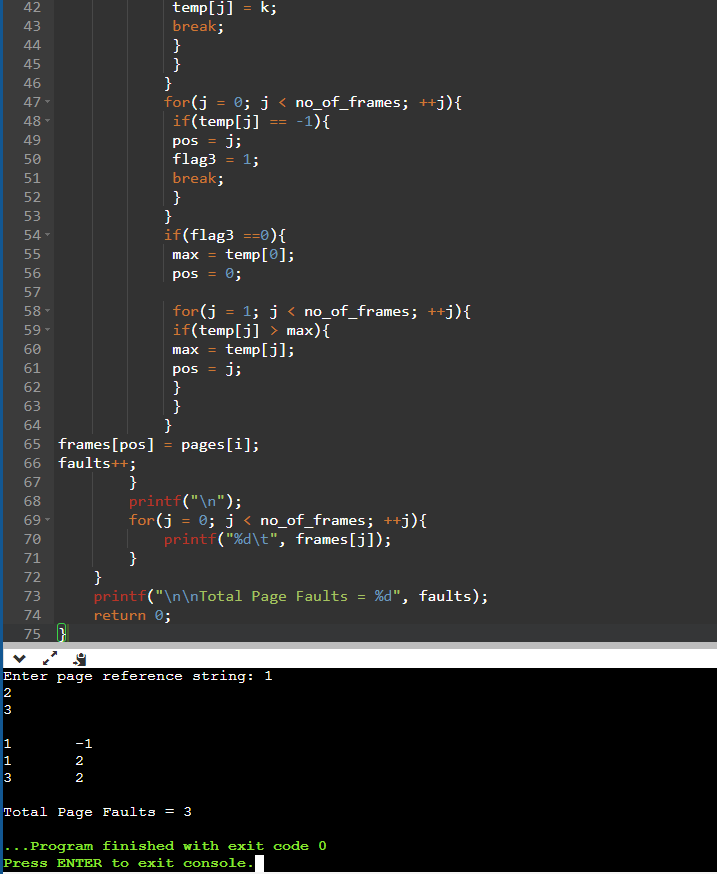 42 temp[j] = k;
43 break;
44 }
45 }
46 }
47 for(j = 0; j < no_of_frames; ++j){
48 if(temp[j] == -1){
49 pos = j;
50 flag3 = 1;
51 break;
52 }
53 }
54 if(flag3 ==0){
55 max = temp[0];
56 pos = 0;
57
58 for(j = 1; j < no_of_frames; ++j){
59 if(temp[j] > max){
60 max = temp[j];
61 pos = j;
62 }
63 }
64 }
65 frames[pos] = pages[i];
66 faults++;
67 }
68 printf("\n");
69 for(j = 0; j < no_of_frames; ++j){
70 printf("%d\t", frames[j]);
71 }
72 }
73 printf("\n\nTotal Page Faults = %d", faults);
74 return 0;
75 }
Enter page reference string: 1
2
3
1 -1
1 2
3 2
Total Page Faults = 3
...Program finished with exit code 0
Press ENTER to exit console.